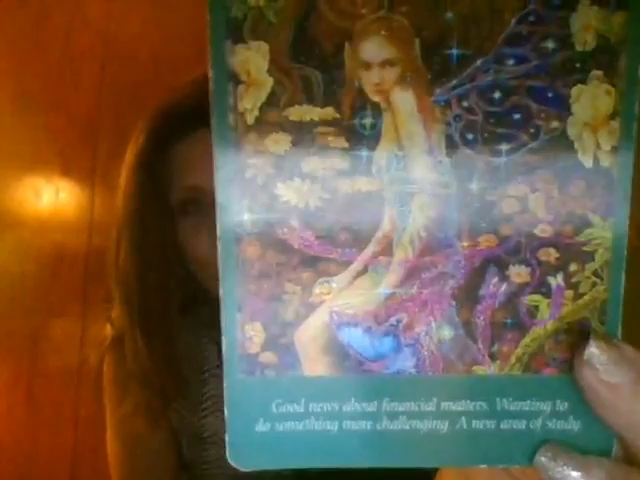 Good news about financial matters. Wanting to
do something more challenging. A new area of study.